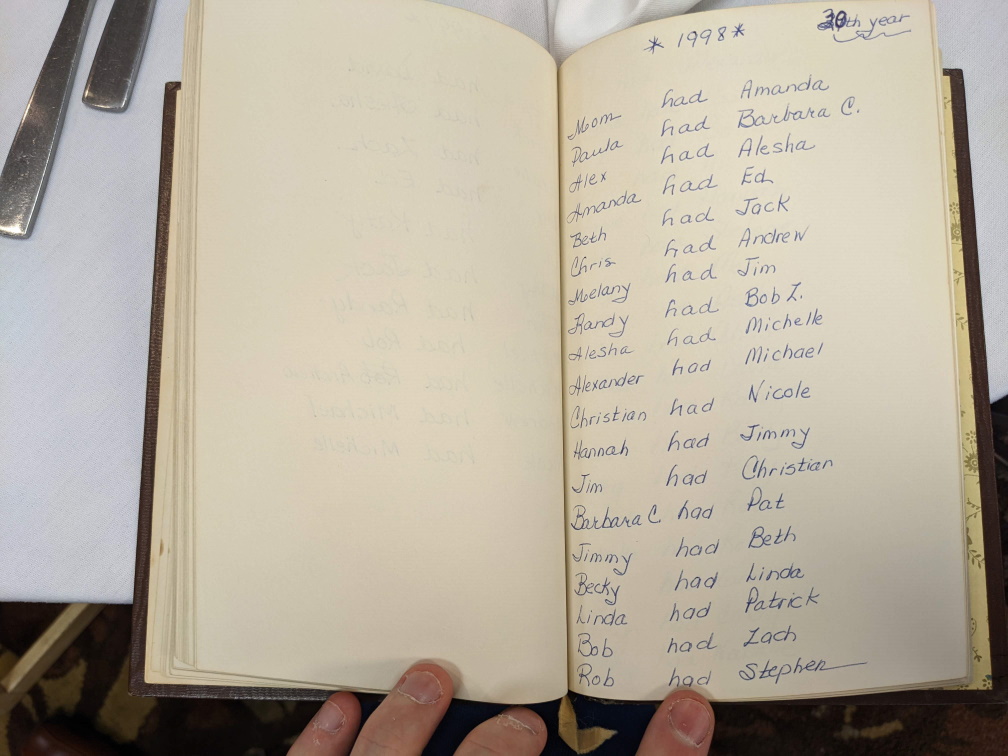 * 1998 * 30th year
Mom had Amanda
Paula had Barbara C.
Alex had Alesha
Amanda had Ed
Beth had Jack
Chris had Andrew
Melany had Jim
Randy had Bob Z.
Alesha had Michelle
Alexander had Michael
Christian had Nicole
Hannah had Jimmy
Jim had Christian
Barbara C. had Pat
Jimmy had Beth
Becky had Linda
Linda had Patrick
Bob had Zach
Rob had Stephen